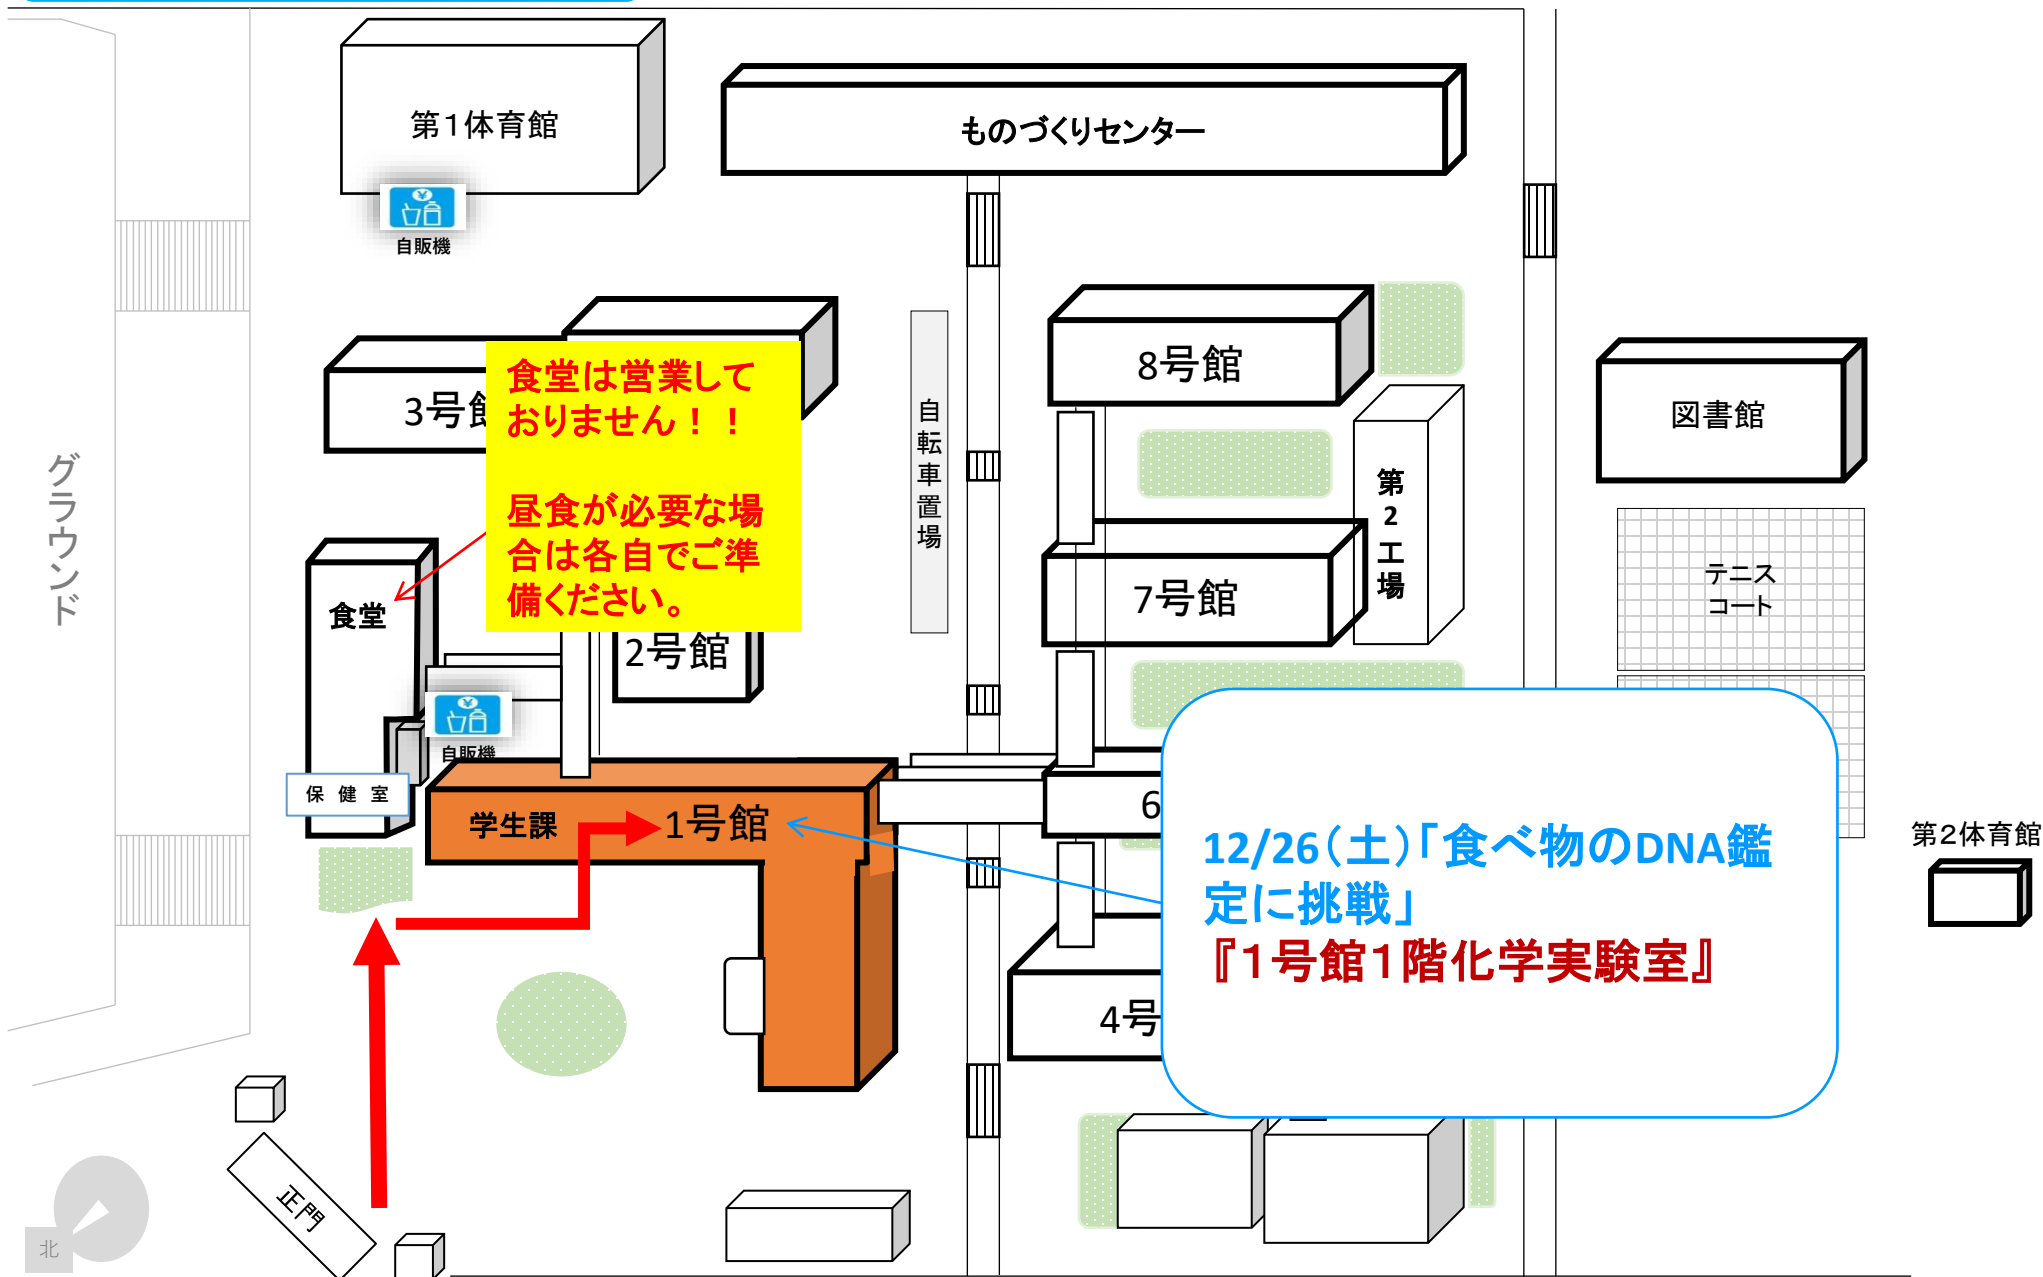 第1体育館
ものづくりセンター
自販機
8号館
3号館
食堂は営業して
おりません！！
昼食が必要な場
合は各自でご準
備ください。
自転車置場
図書館
グラウンド
第2工場
テニス
コート
7号館
食堂
2号館
自販機
保健室
学生課
1号館
6
第2体育館
12/26（土）「食べ物のDNA鑑
定に挑戦」
『1号館1階化学実験室』
4号
正門
北